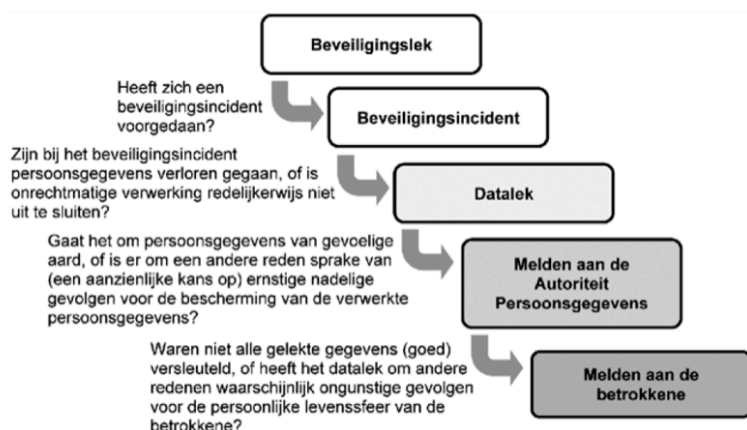 Beveiligingslek
Heeft zich een
beveiligingsincident
voorgedaan?
Beveiligingsincident
Zijn bij het beveiligingsincident
persoonsgegevens verloren gegaan, of is
onrechtmatige verwerking redelijkerwijs niet
uit te sluiten?
Datalek
Gaat het om persoonsgegevens van gevoelige
aard, of is er om een andere reden sprake van
(een aanzienlijke kans op) ernstige nadelige
gevolgen voor de bescherming van de verwerkte
persoonsgegevens?
Melden aan de
Autoriteit
Persoonsgegevens
Waren niet alle gelekte gegevens (goed)
versleuteld, of heeft het datalek om andere
redenen waarschijnlijk ongunstige gevolgen
voor de persoonlijke levenssfeer van de
betrokkene?
Melden aan de
betrokkene